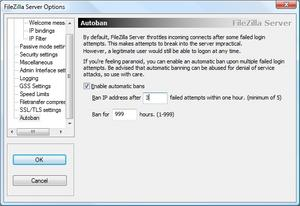 FileZilla Server Options
Welcome mess
IP bindings
IP Filter
Passive mode setting
Security settings
Miscellaneous
Admin Interface setti
Logging
GSS Settings
Speed Limits
Filetransfer compres
SSL/TLS settings
Autoban
OK
Cancel
Autoban
FileZilla Server
By default, FileZilla Server throttles incoming connects after some failed login
attempts. This makes attempts to break into the server impractical.
However, a legitimate user will still be able to logon at any time.
If you're feeling paranoid, you can enable an automatic ban upon multiple failed login
attempts. Be advised that automatic banning can be abused for denial of service
attacks, so use with care.
Enable automatic bans
Ban IP address after 3 failed attempts within one hour. (minimum of 5)
Ban for 999 hours. (1-999)